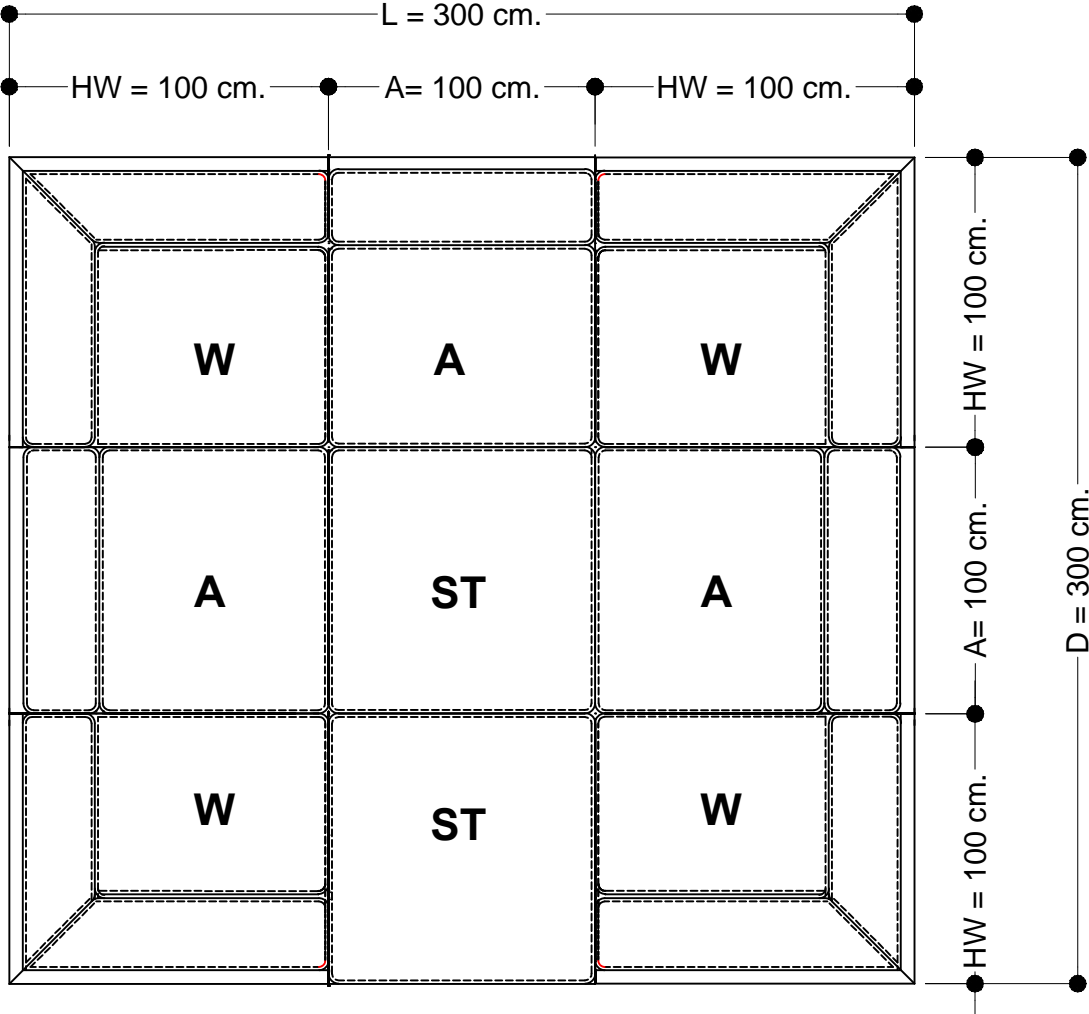 L = 300 cm.
HW = 100 cm.
A= 100 cm.
HW = 100 cm.
W
A
W
HW = 100 cm.
A
ST
A
A= 100 cm.
D = 300 cm.
W
ST
W
HW = 100 cm.